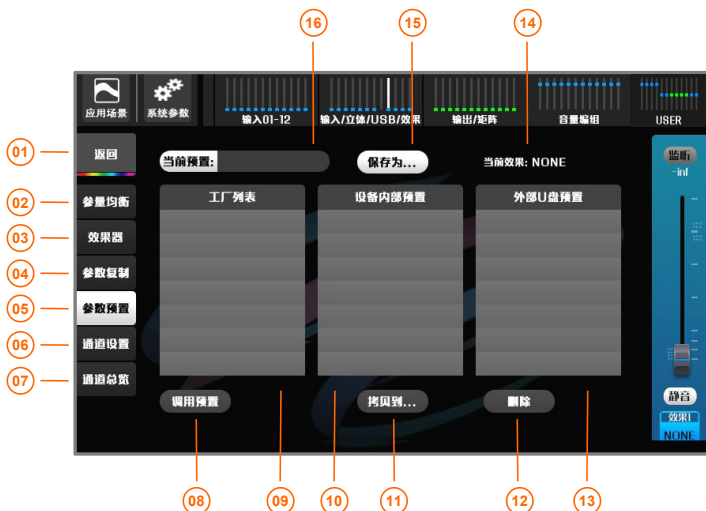 16
15
14
应用场景
系统参数
输入01-12
输入/立体/USB/效果
输出/矩阵
音量编组
USER
01
返回
当前预置:
保存为...
当前效果: NONE
监听
-inf
02
参量均衡
工厂列表
设备内部预置
外部U盘预置
03
效果器
04
参数复制
05
参数预置
06
通道设置
07
通道总览
调用预置
拷贝到...
删除
静音
效果1
NONE
08
09
10
11
12
13